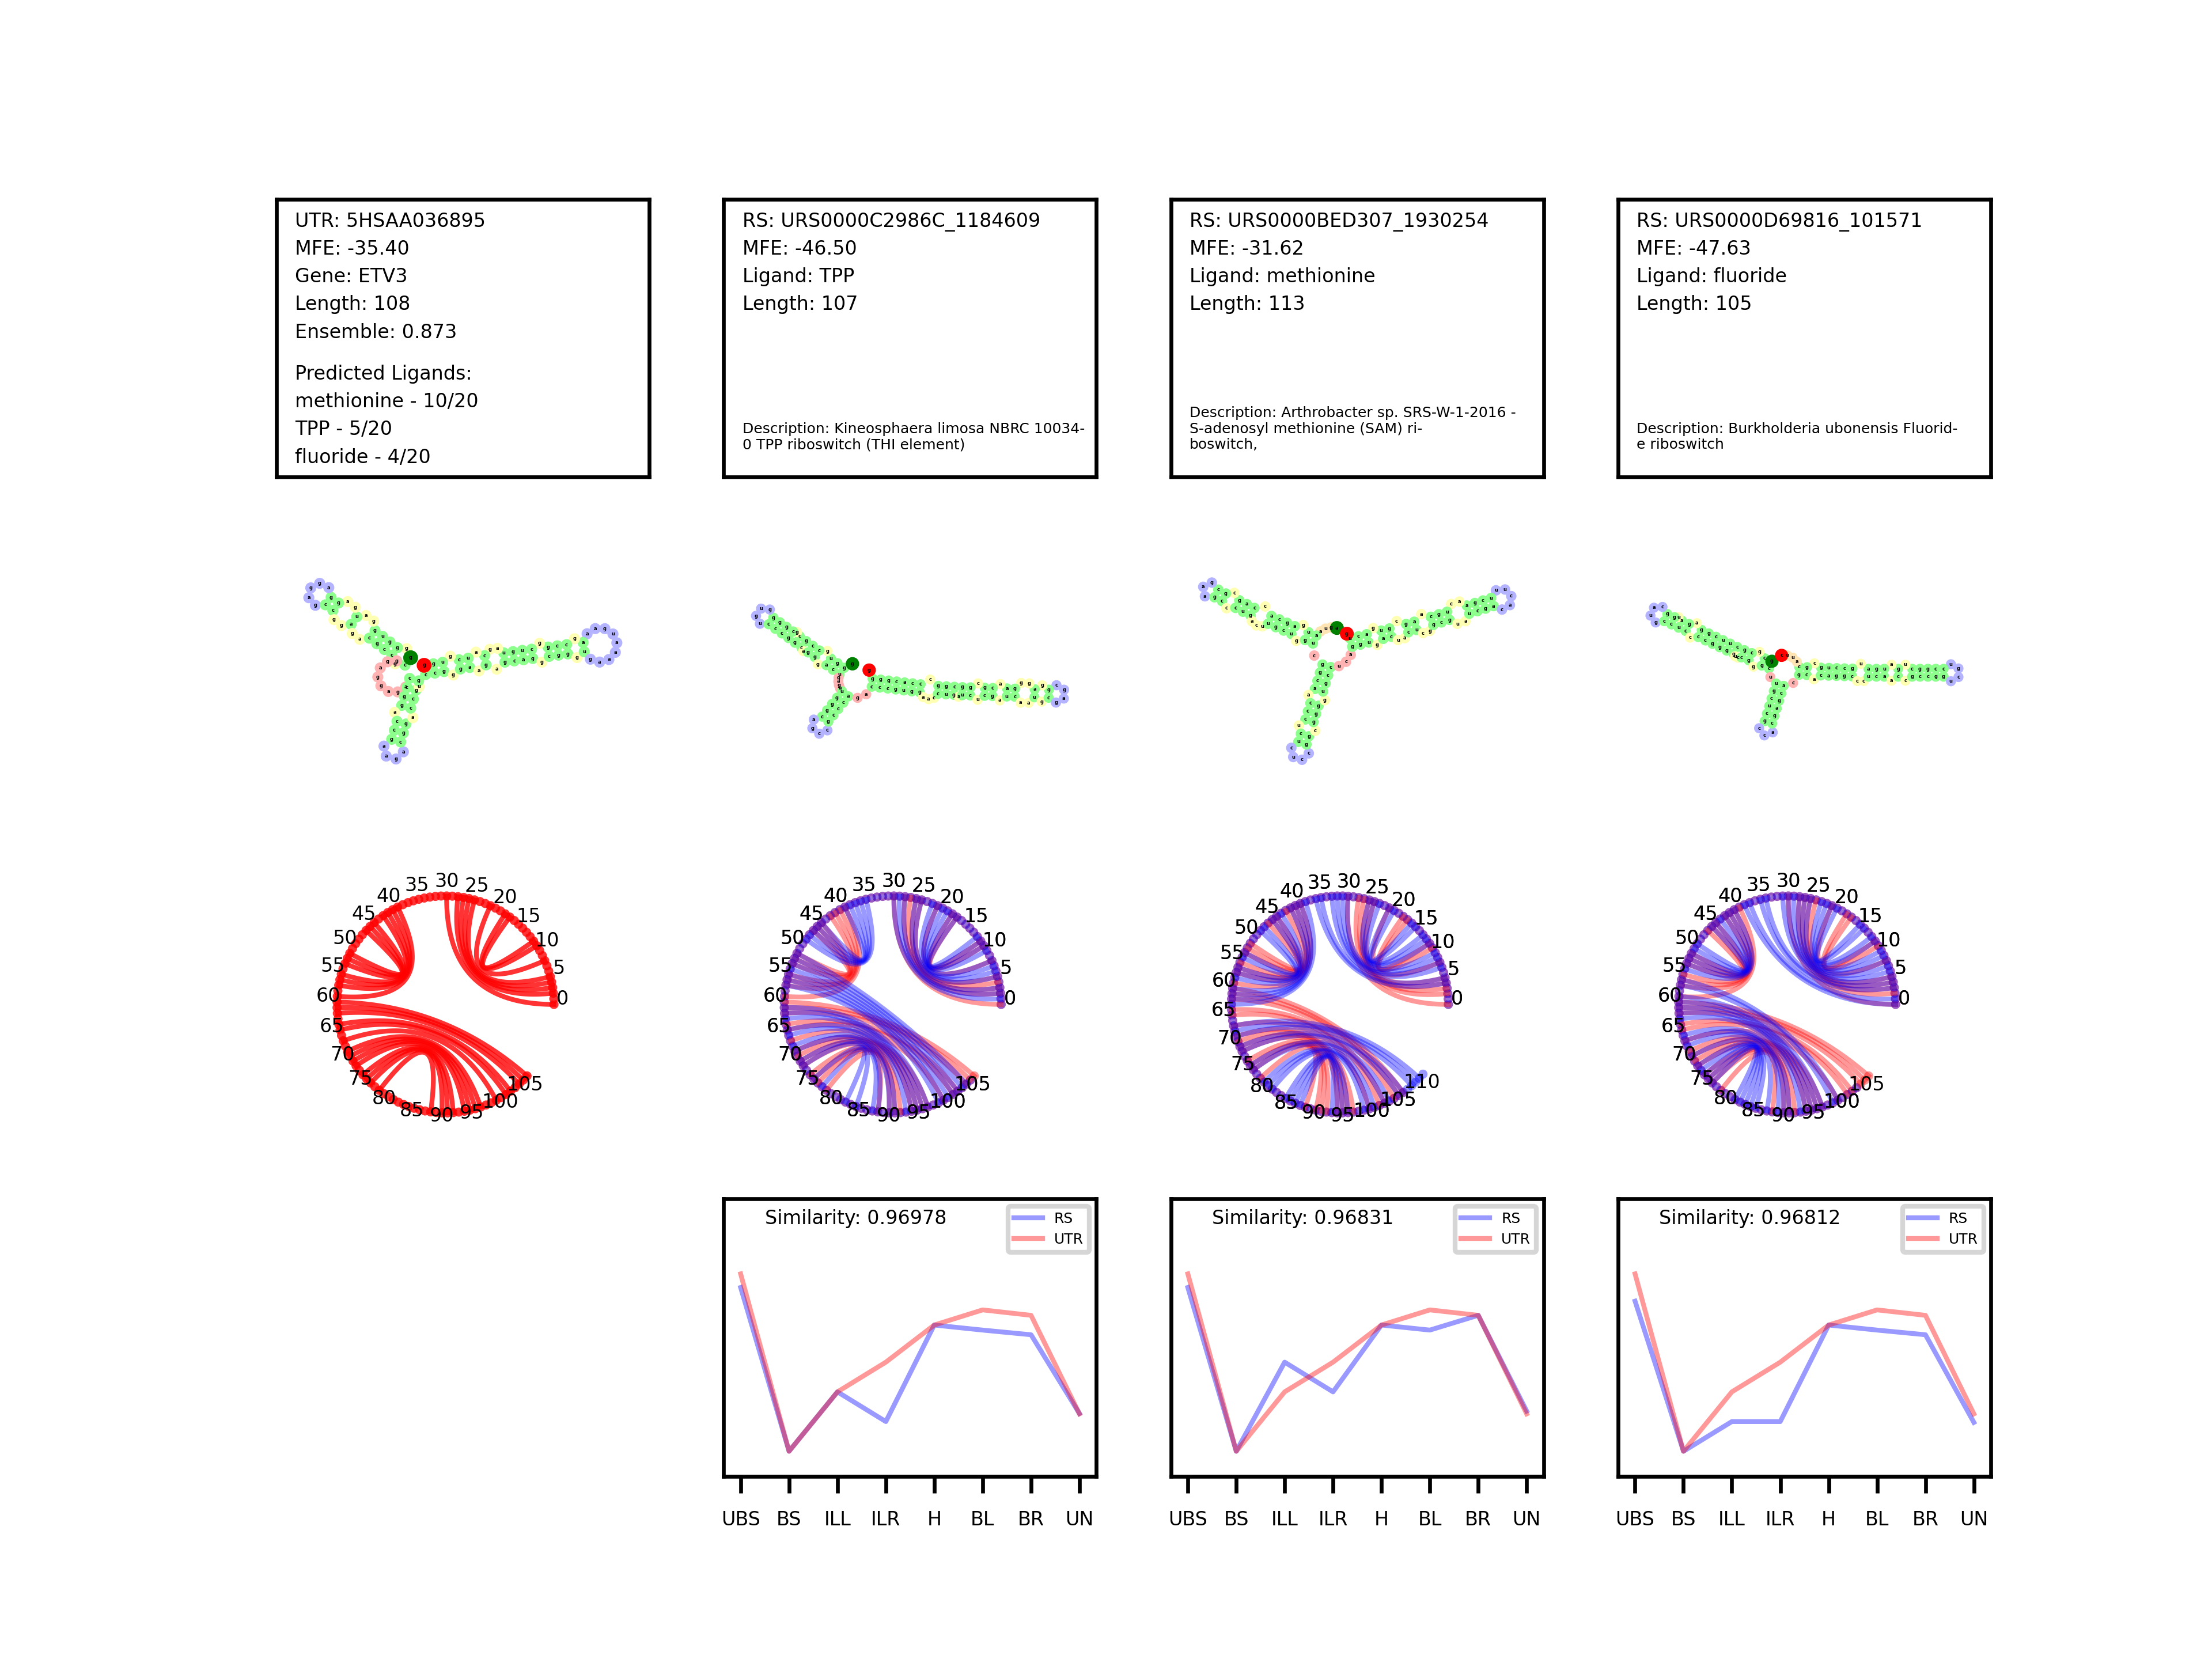 UTR: 5HSAA036895
MFE: -35.40
Gene: ETV3
Length: 108
Ensemble: 0.873
Predicted Ligands:
methionine - 10/20
TPP - 5/20
fluoride - 4/20
RS: URS0000C2986C_1184609
MFE: -46.50
Ligand: TPP
Length: 107
Description: Kineosphaera limosa NBRC 10034-
0 TPP riboswitch (THI element)
RS: URS0000BED307_1930254
MFE: -31.62
Ligand: methionine
Length: 113
Description: Arthrobacter sp. SRS-W-1-2016 -
S-adenosyl methionine (SAM) ri-
boswitch,
RS: URS0000D69816_101571
MFE: -47.63
Ligand: fluoride
Length: 105
Description: Burkholderia ubonensis Fluorid-
e riboswitch
0 5 10 15 20 25 30 35 40 45 50 55 60 65 70 75 80 85 90 95 100 105
0 5 10 15 20 25 30 35 40 45 50 55 60 65 70 75 80 85 90 95 100 105
0 5 10 15 20 25 30 35 40 45 50 55 60 65 70 75 80 85 90 95 100 105 110
0 5 10 15 20 25 30 35 40 45 50 55 60 65 70 75 80 85 90 95 100 105
Similarity: 0.96978
RS
UTR
UBS BS ILL ILR H BL BR UN
Similarity: 0.96831
RS
UTR
UBS BS ILL ILR H BL BR UN
Similarity: 0.96812
RS
UTR
UBS BS ILL ILR H BL BR UN